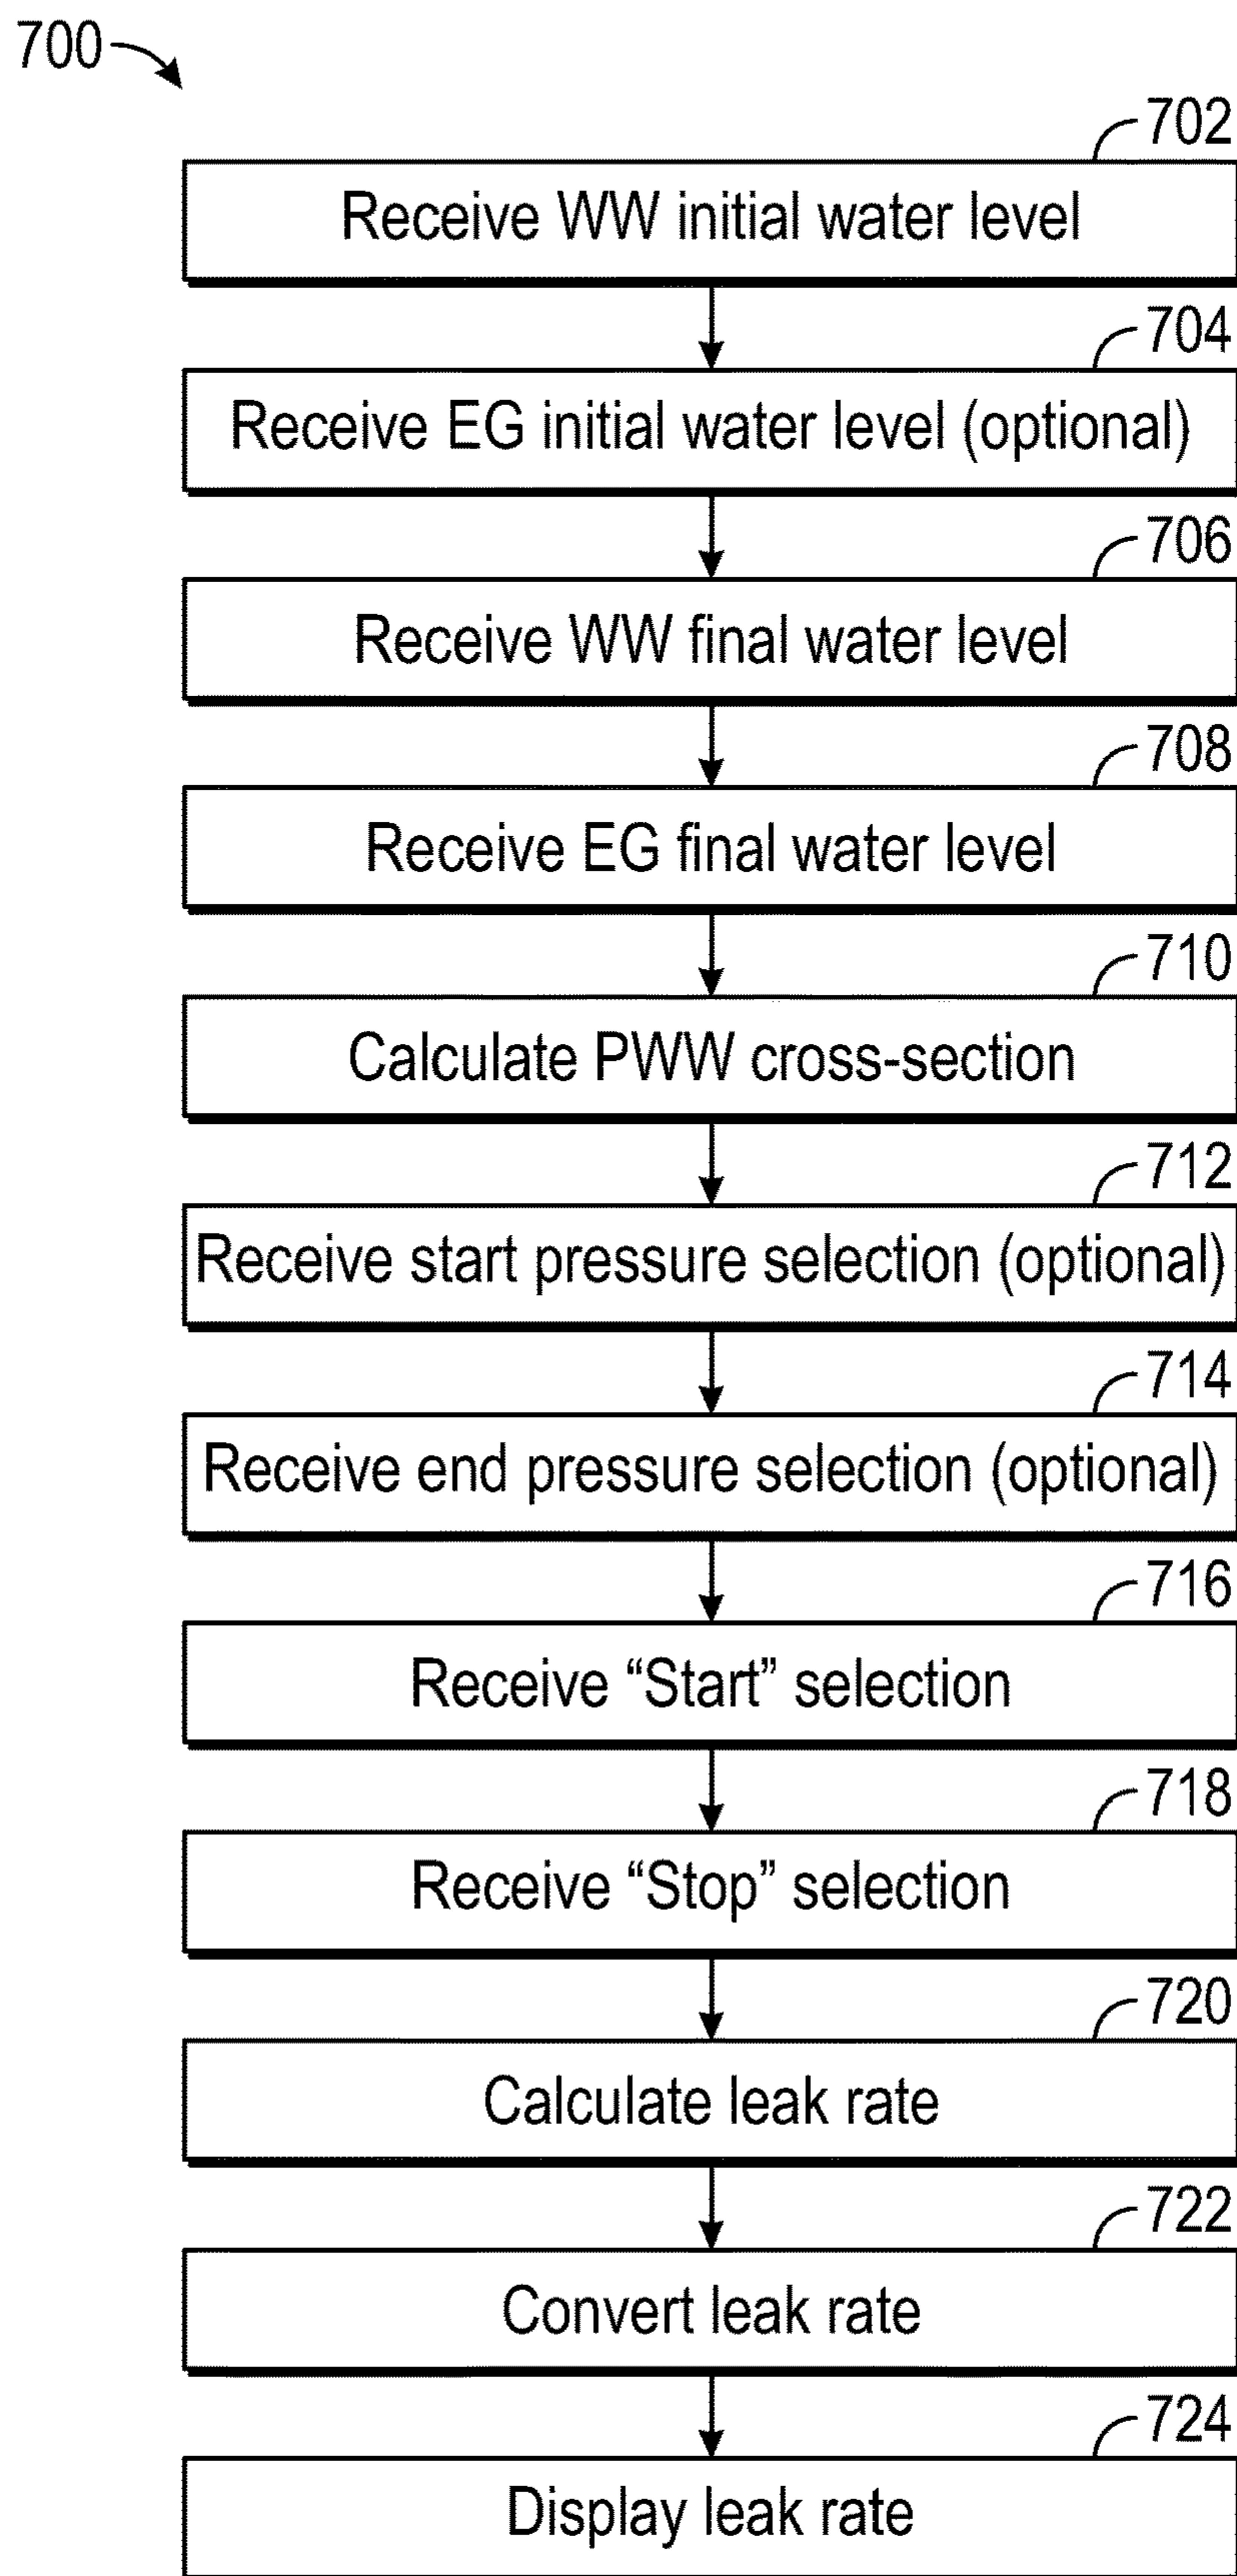 700
702
Receive WW initial water level
704
Receive EG initial water level (optional)
706
Receive WW final water level
708
Receive EG final water level
710
Calculate PWW cross-section
712
Receive start pressure selection (optional)
714
Receive end pressure selection (optional)
716
Receive “Start” selection
718
Receive “Stop” selection
720
Calculate leak rate
722
Convert leak rate
724
Display leak rate